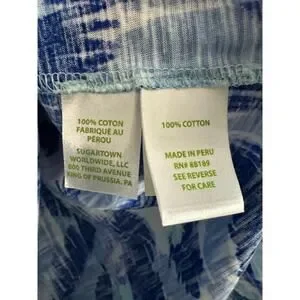 100% COTON
FABRIQUÉ AU
PÉROU
SUGARTOWN
WORLDWIDE, LLC
800 THIRD AVENUE
KING OF PRUSSIA, PA
100% COTTON
MADE IN PERU
RN# 88189
SEE REVERSE
FOR CARE